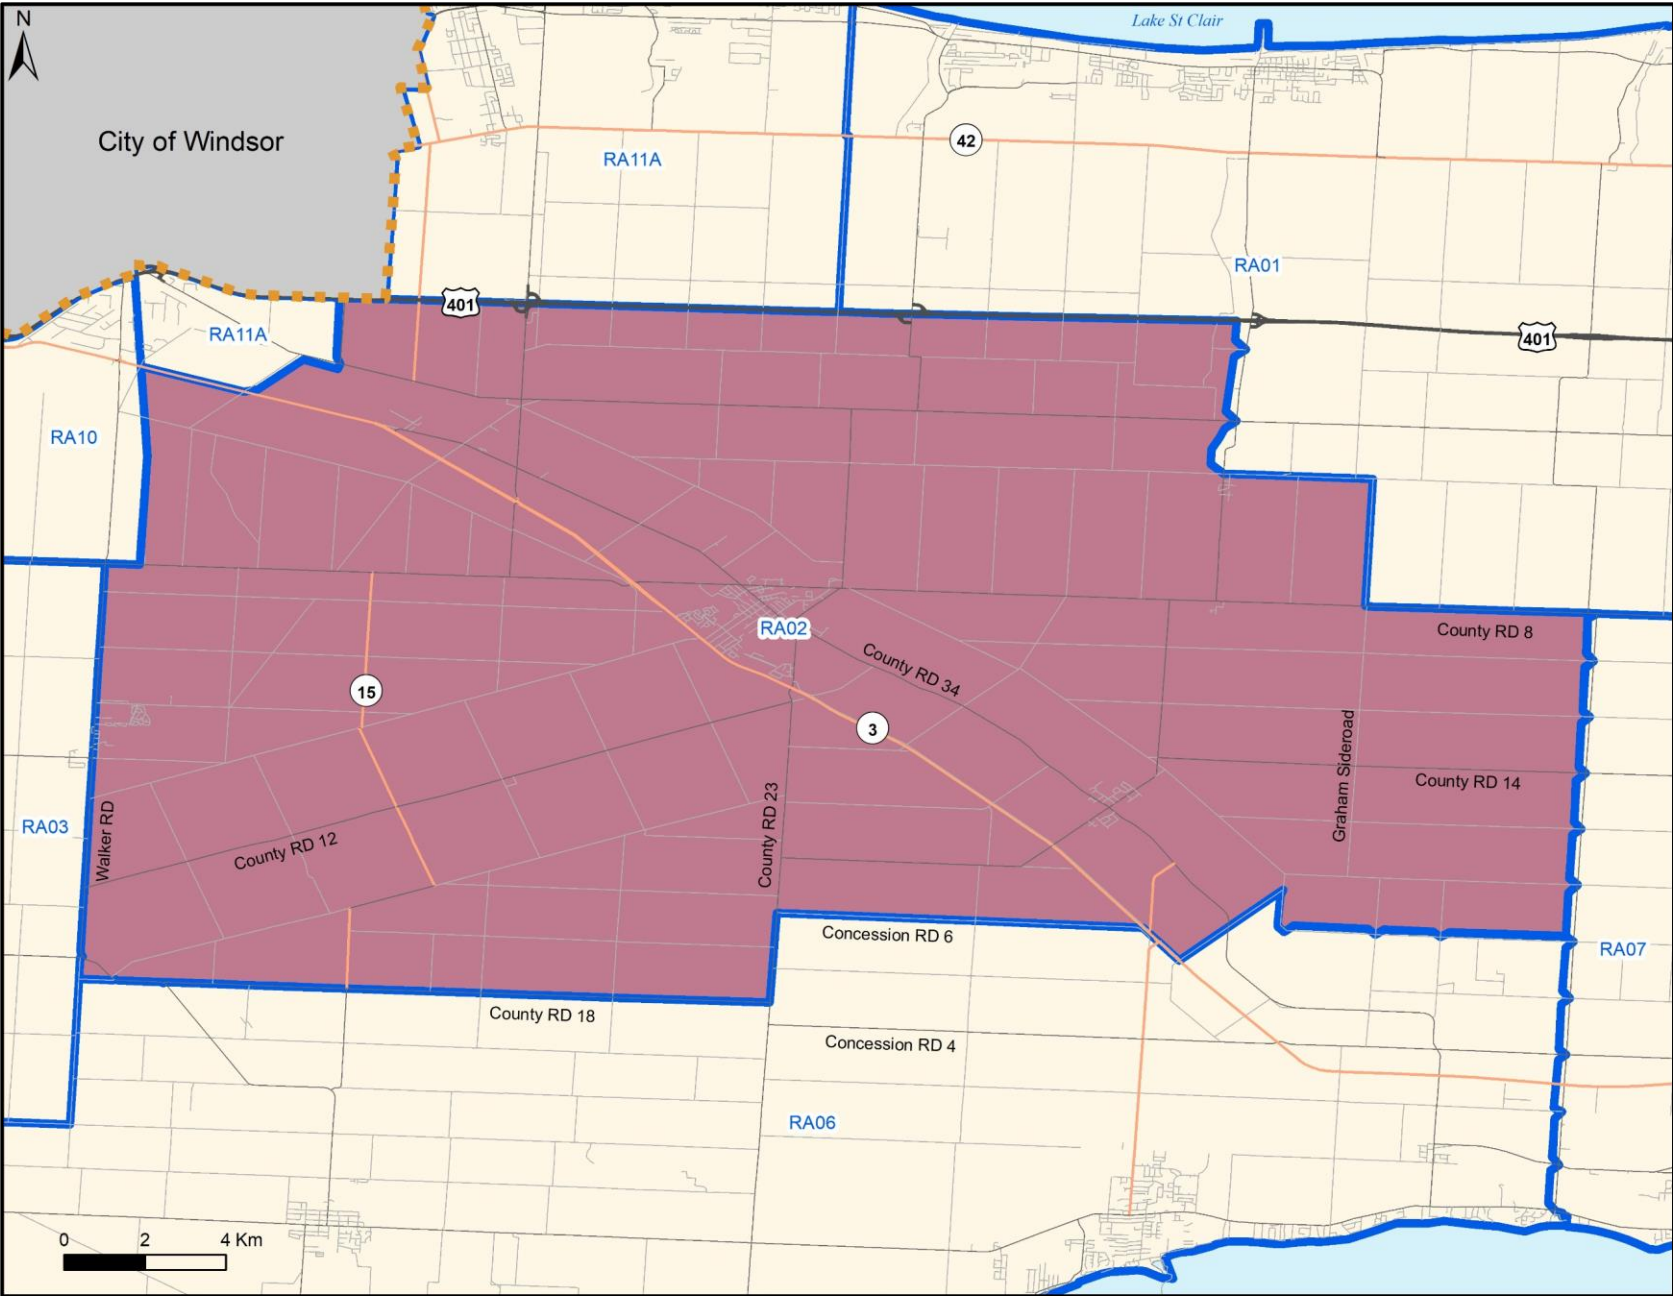 N
Lake St Clair
City of Windsor
42
RA11A
RA01
401
RA11A
401
RA10
RA02
County RD 8
County RD 34
15
3
Graham Sideroad
County RD 14
RA03
Walker RD
County RD 12
County RD 23
Concession RD 6
RA07
County RD 18
Concession RD 4
RA06
0 2 4 Km